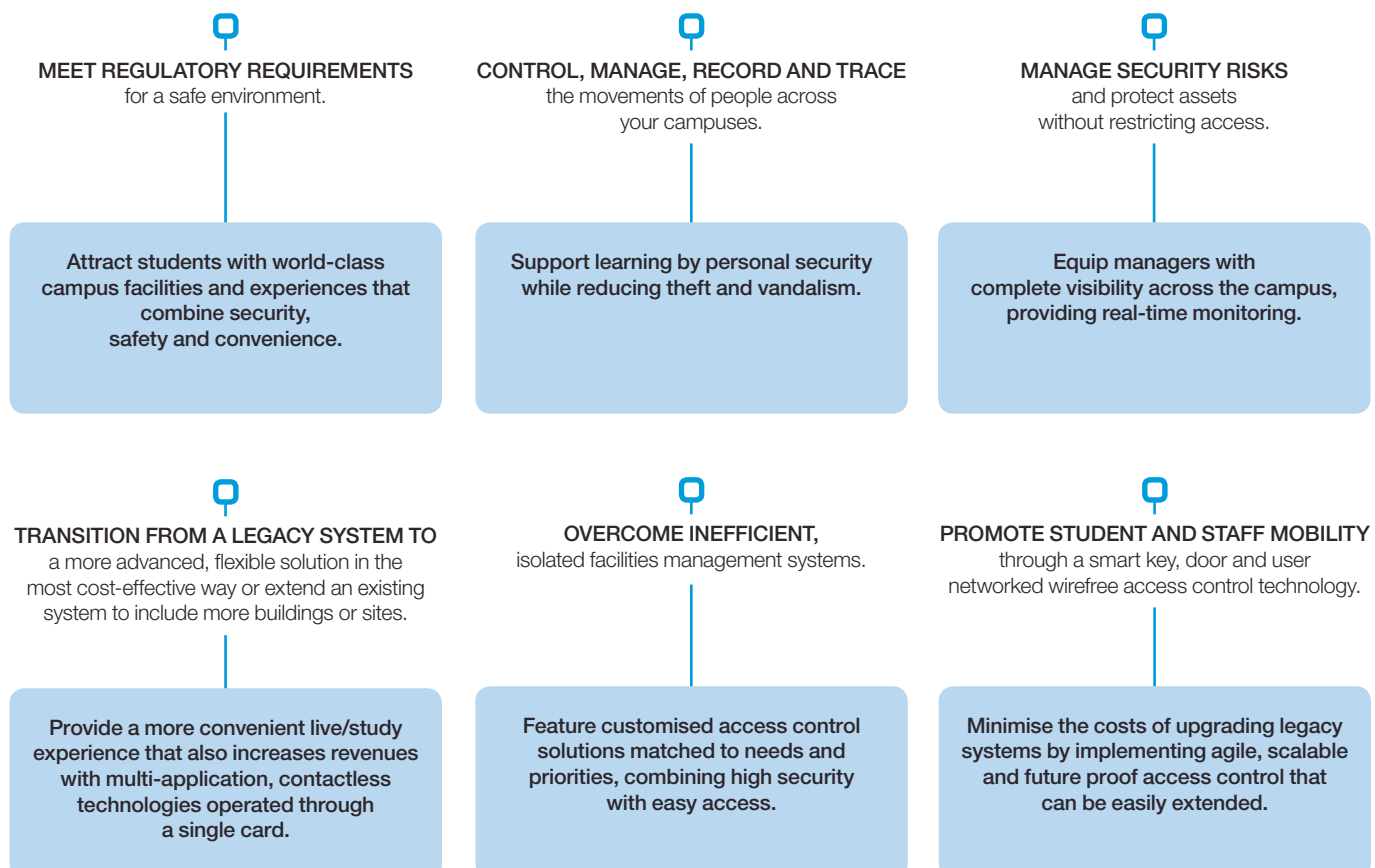 MEET REGULATORY REQUIREMENTS
for a safe environment.
Attract students with world-class
campus facilities and experiences that
combine security,
safety and convenience.
CONTROL, MANAGE, RECORD AND TRACE
the movements of people across
your campuses.
Support learning by personal security
while reducing theft and vandalism.
MANAGE SECURITY RISKS
and protect assets
without restricting access.
Equip managers with
complete visibility across the campus,
providing real-time monitoring.
TRANSITION FROM A LEGACY SYSTEM TO
a more advanced, flexible solution in the
most cost-effective way or extend an existing
system to include more buildings or sites.
Provide a more convenient live/study
experience that also increases revenues
with multi-application, contactless
technologies operated through
a single card.
OVERCOME INEFFICIENT,
isolated facilities management systems.
Feature customised access control
solutions matched to needs and
priorities, combining high security
with easy access.
PROMOTE STUDENT AND STAFF MOBILITY
through a smart key, door and user
networked wirefree access control technology.
Minimise the costs of upgrading legacy
systems by implementing agile, scalable
and future proof access control that
can be easily extended.